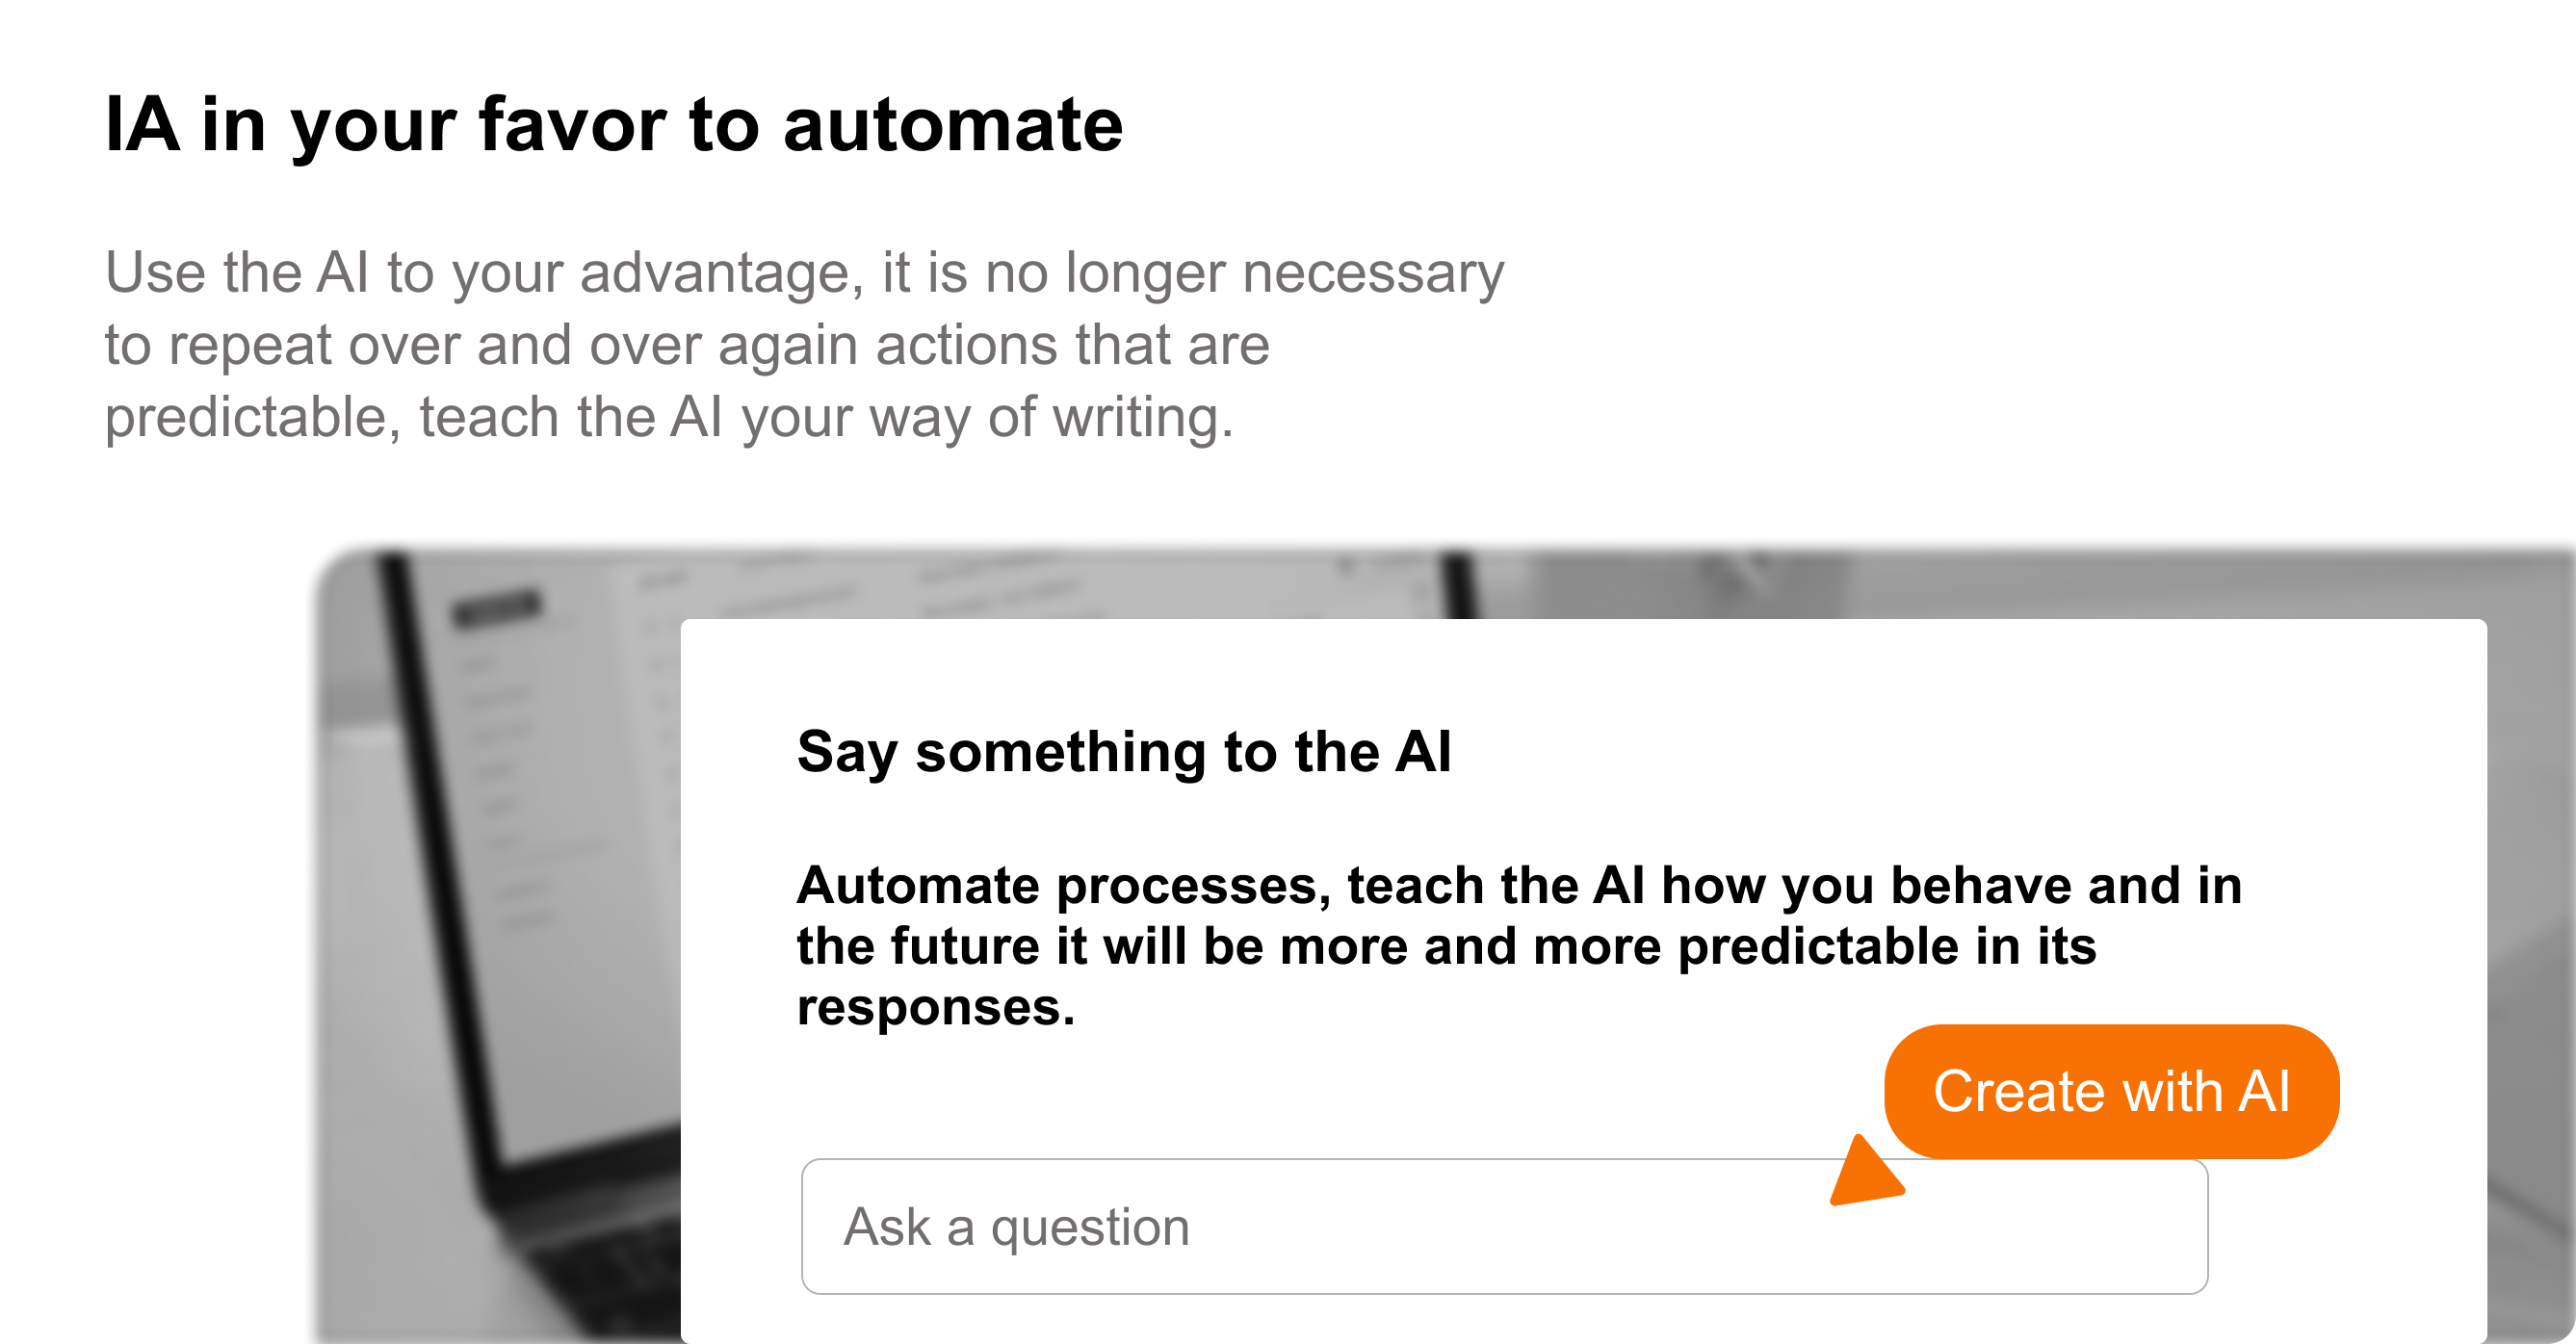 IA in your favor to automate
Use the AI to your advantage, it is no longer necessary
to repeat over and over again actions that are
predictable, teach the AI your way of writing.
Say something to the AI
Automate processes, teach the AI how you behave and in
the future it will be more and more predictable in its
responses.
Create with AI
Ask a question